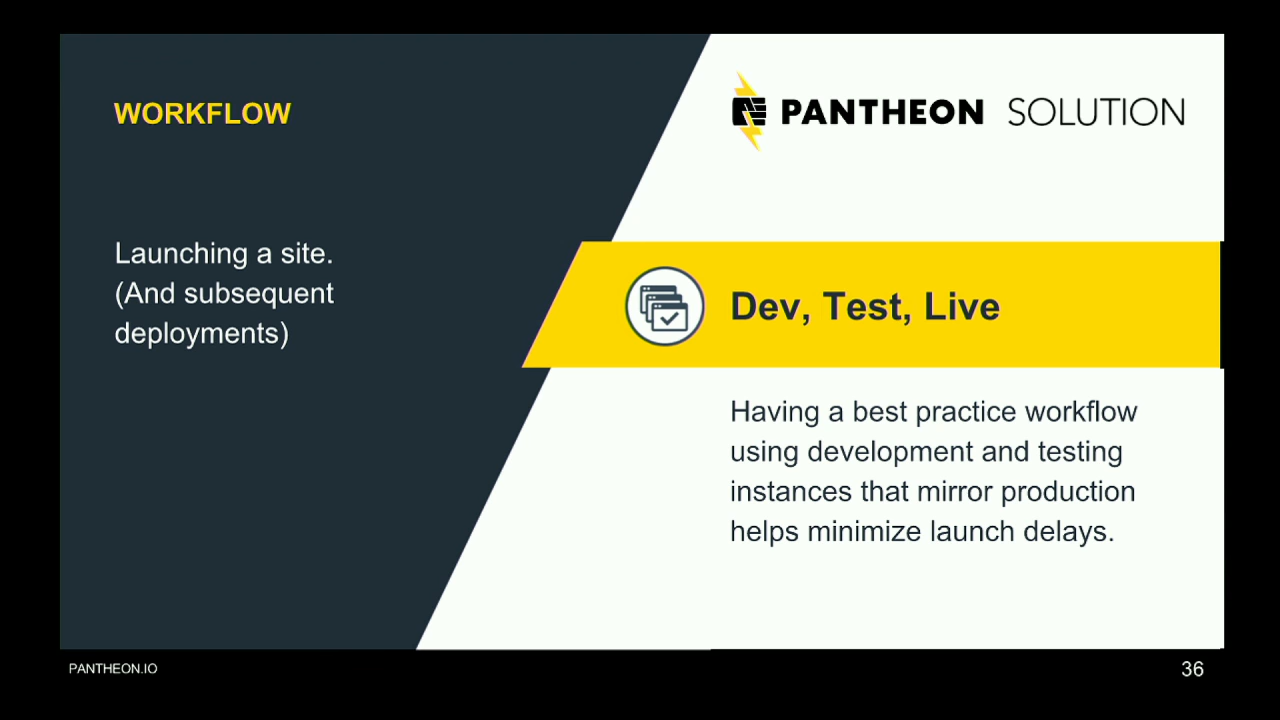 WORKFLOW
Launching a site.
(And subsequent
deployments)
PANTHEON SOLUTION
Dev, Test, Live
Having a best practice workflow
using development and testing
instances that mirror production
helps minimize launch delays.
PANTHEON.IO
36